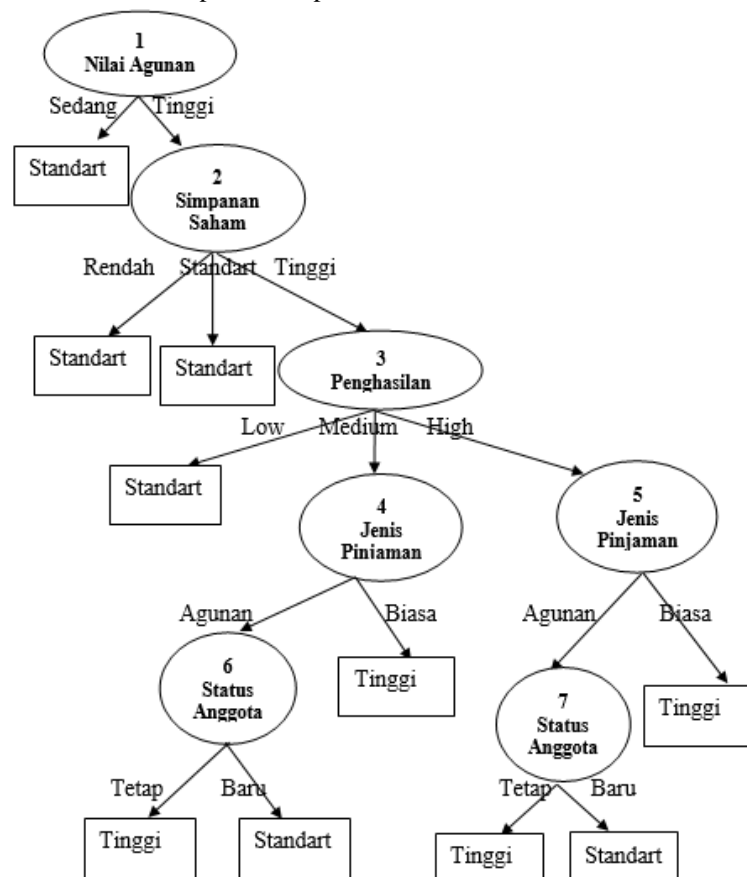 1
Nilai Agunan
Sedang Tinggi
Standart
2
Simpanan
Saham
Rendah Standart Tinggi
Standart
Standart
3
Penghasilan
Low Medium High
Standart
4
Jenis
Piniaman
5
Jenis
Pinjaman
Agunan Biasa
Agunan Biasa
6
Status
Anggota
Tinggi
7
Status
Anggota
Tinggi
Tetap Baru
Tetap Baru
Tinggi
Standart
Tinggi
Standart